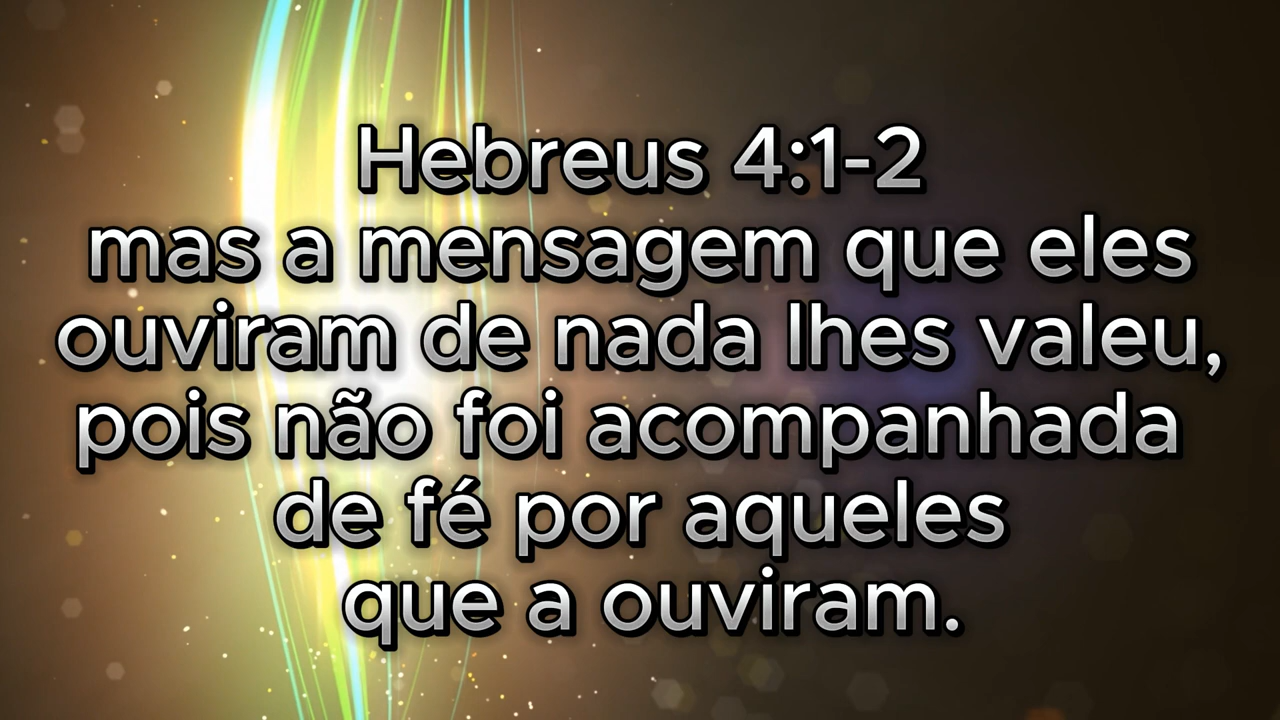 Hebreus 4:1-2
mas a mensagem que eles
ouviram de nada lhes valeu,
pois não foi acompanhada
de fé por aqueles
que a ouviram.